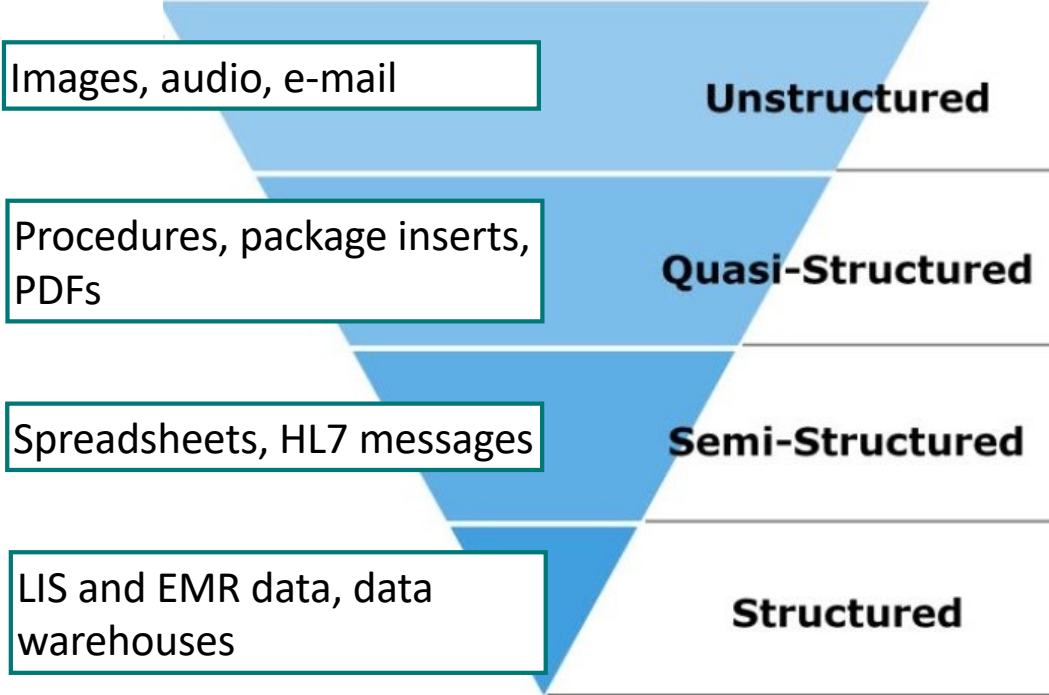 Images, audio, e-mail
Unstructured
Procedures, package inserts,
PDFs
Quasi-Structured
Spreadsheets, HL7 messages
Semi-Structured
LIS and EMR data, data
warehouses
Structured